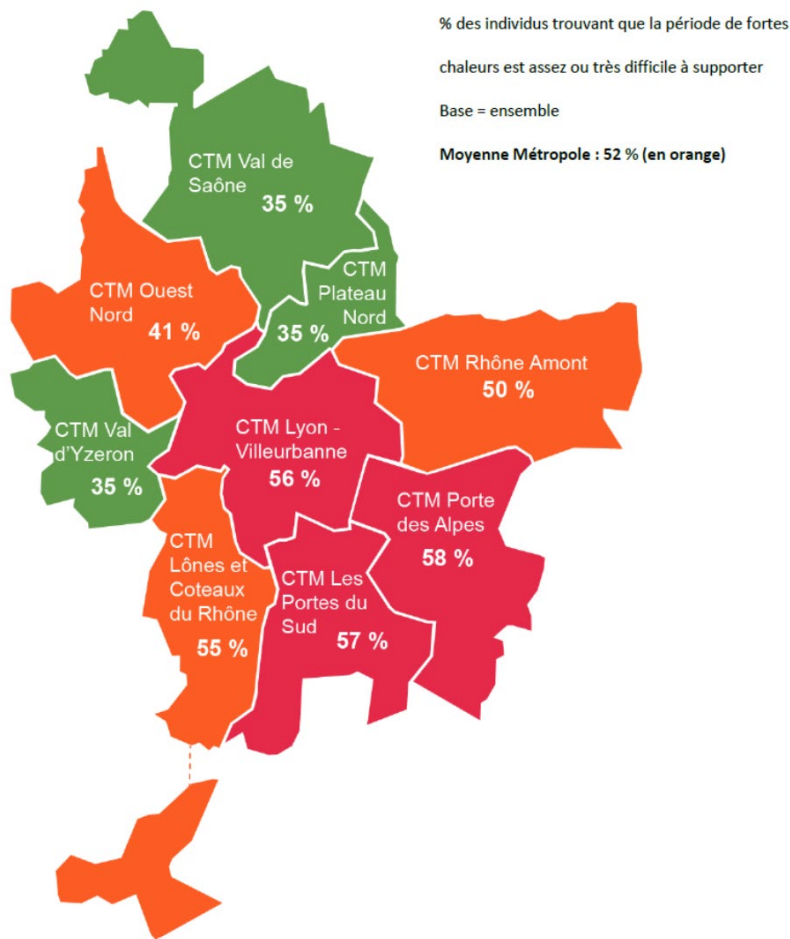 % des individus trouvant que la période de fortes
chaleurs est assez ou très difficile à supporter
Base = ensemble
Moyenne Métropole : 52 % (en orange)
CTM Val de
Saône
35 %
CTM
Plateau
Nord
35 %
CTM Ouest
Nord
41 %
CTM Rhône Amont
50 %
CTM Val
d'Yzeron
35 %
CTM Lyon -
Villeurbanne
56 %
CTM Porte
des Alpes
58 %
CTM
Lônes et
Coteaux
du Rhône
55 %
CTM Les
Portes du
Sud
57 %